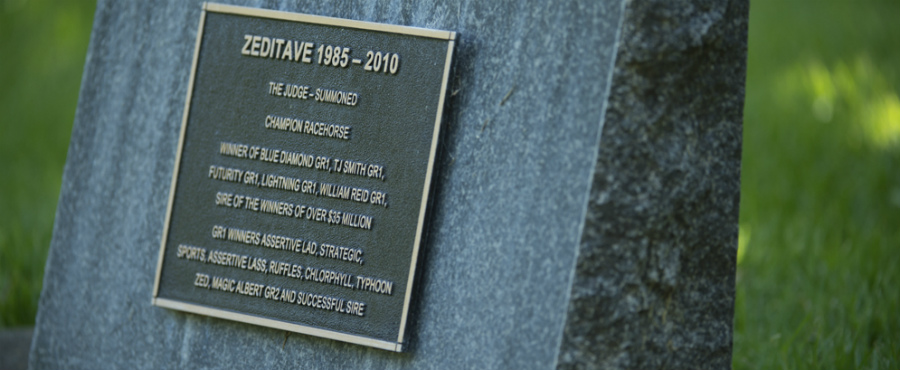 ZEDITAVE 1985 – 2010
THE JUDGE – SUMMONED
CHAMPION RACEHORSE
WINNER OF BLUE DIAMOND GR1, TJ SMITH GR1,
FUTURITY GR1, LIGHTNING GR1, WILLIAM REID GR1,
SIRE OF THE WINNERS OF OVER $35 MILLION
GR1 WINNERS ASSERTIVE LAD, STRATEGIC,
SPORTS, ASSERTIVE LASS, RUFFLES, CHLORPHYLL, TYPHOON
ZED, MAGIC ALBERT GR2 AND SUCCESSFUL SIRE